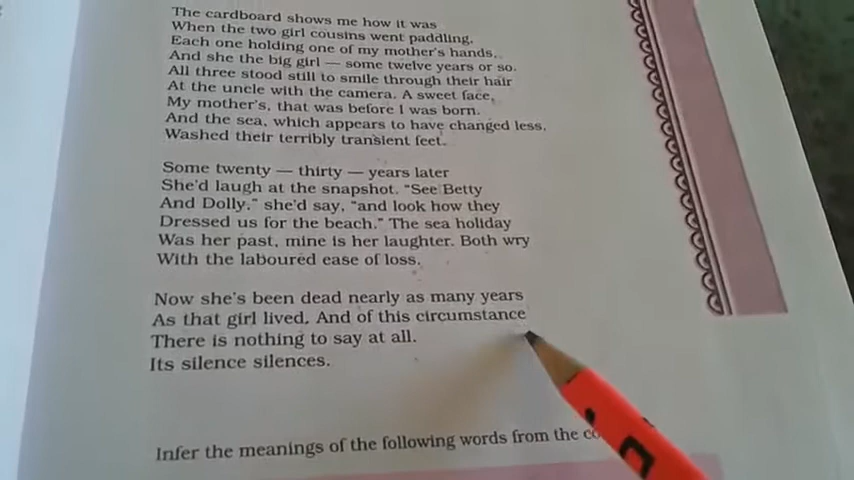 The cardboard shows me how it was
When the two girl cousins went paddling,
Each one holding one of my mother's hands,
And she the big girl — some twelve years or so.
All three stood still to smile through their hair
At the uncle with the camera. A sweet face,
My mother's, that was before I was born.
And the sea, which appears to have changed less,
Washed their terribly transient feet.
Some twenty — thirty — years later
She'd laugh at the snapshot. "See Betty
And Dolly," she'd say, "and look how they
Dressed us for the beach." The sea holiday
Was her past, mine is her laughter. Both wry
With the laboured ease of loss.
Now she's been dead nearly as many years
As that girl lived. And of this circumstance
There is nothing to say at all.
Its silence silences.
Infer the meanings of the following words from the